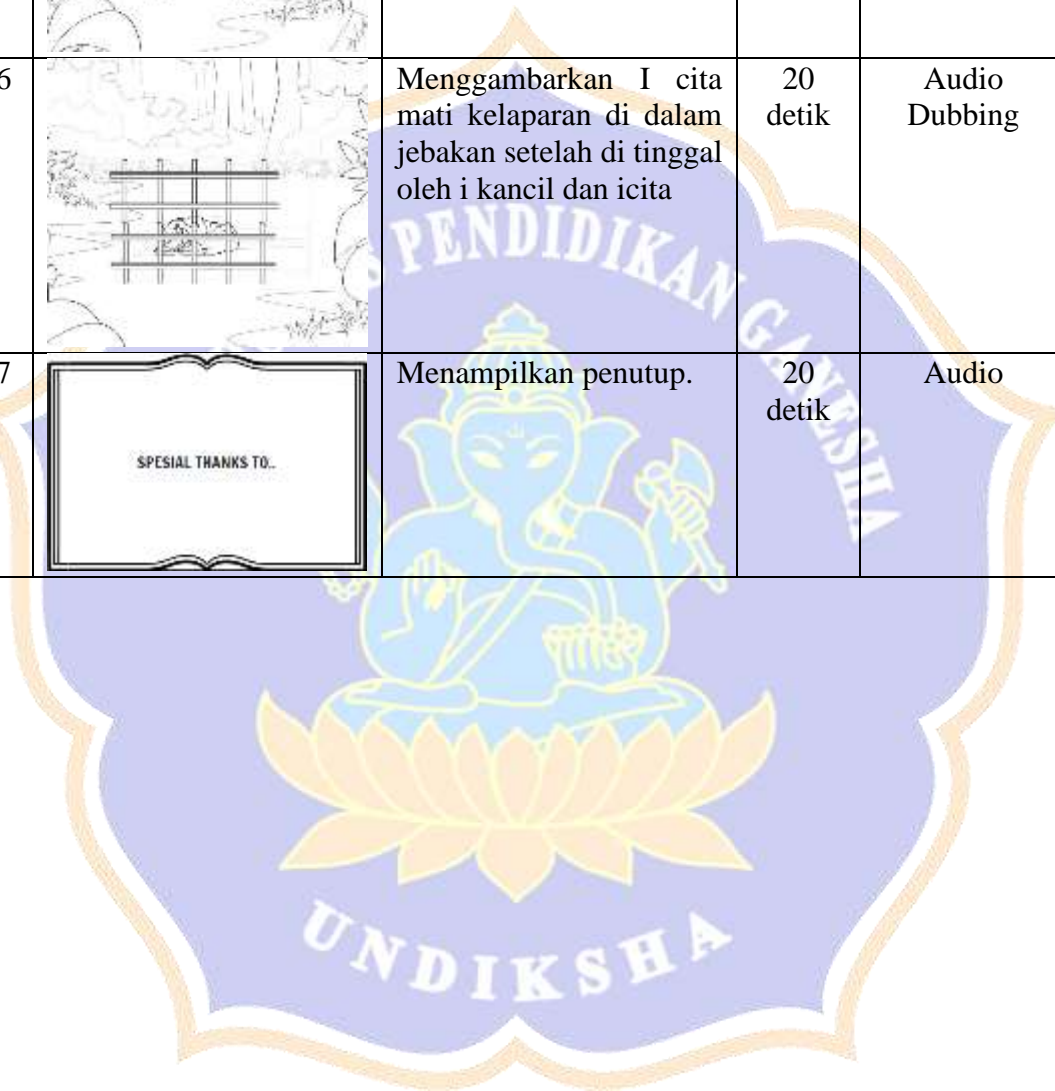 6
Menggambarkan I cita
mati kelaparan di dalam
jebakan setelah di tinggal
oleh i kancil dan icita
20
detik
Audio
Dubbing
PENDIDIKAN GANESHA
7
SPESIAL THANKS TO..
Menampilkan penutup.
20
detik
Audio
UNDIKSHA